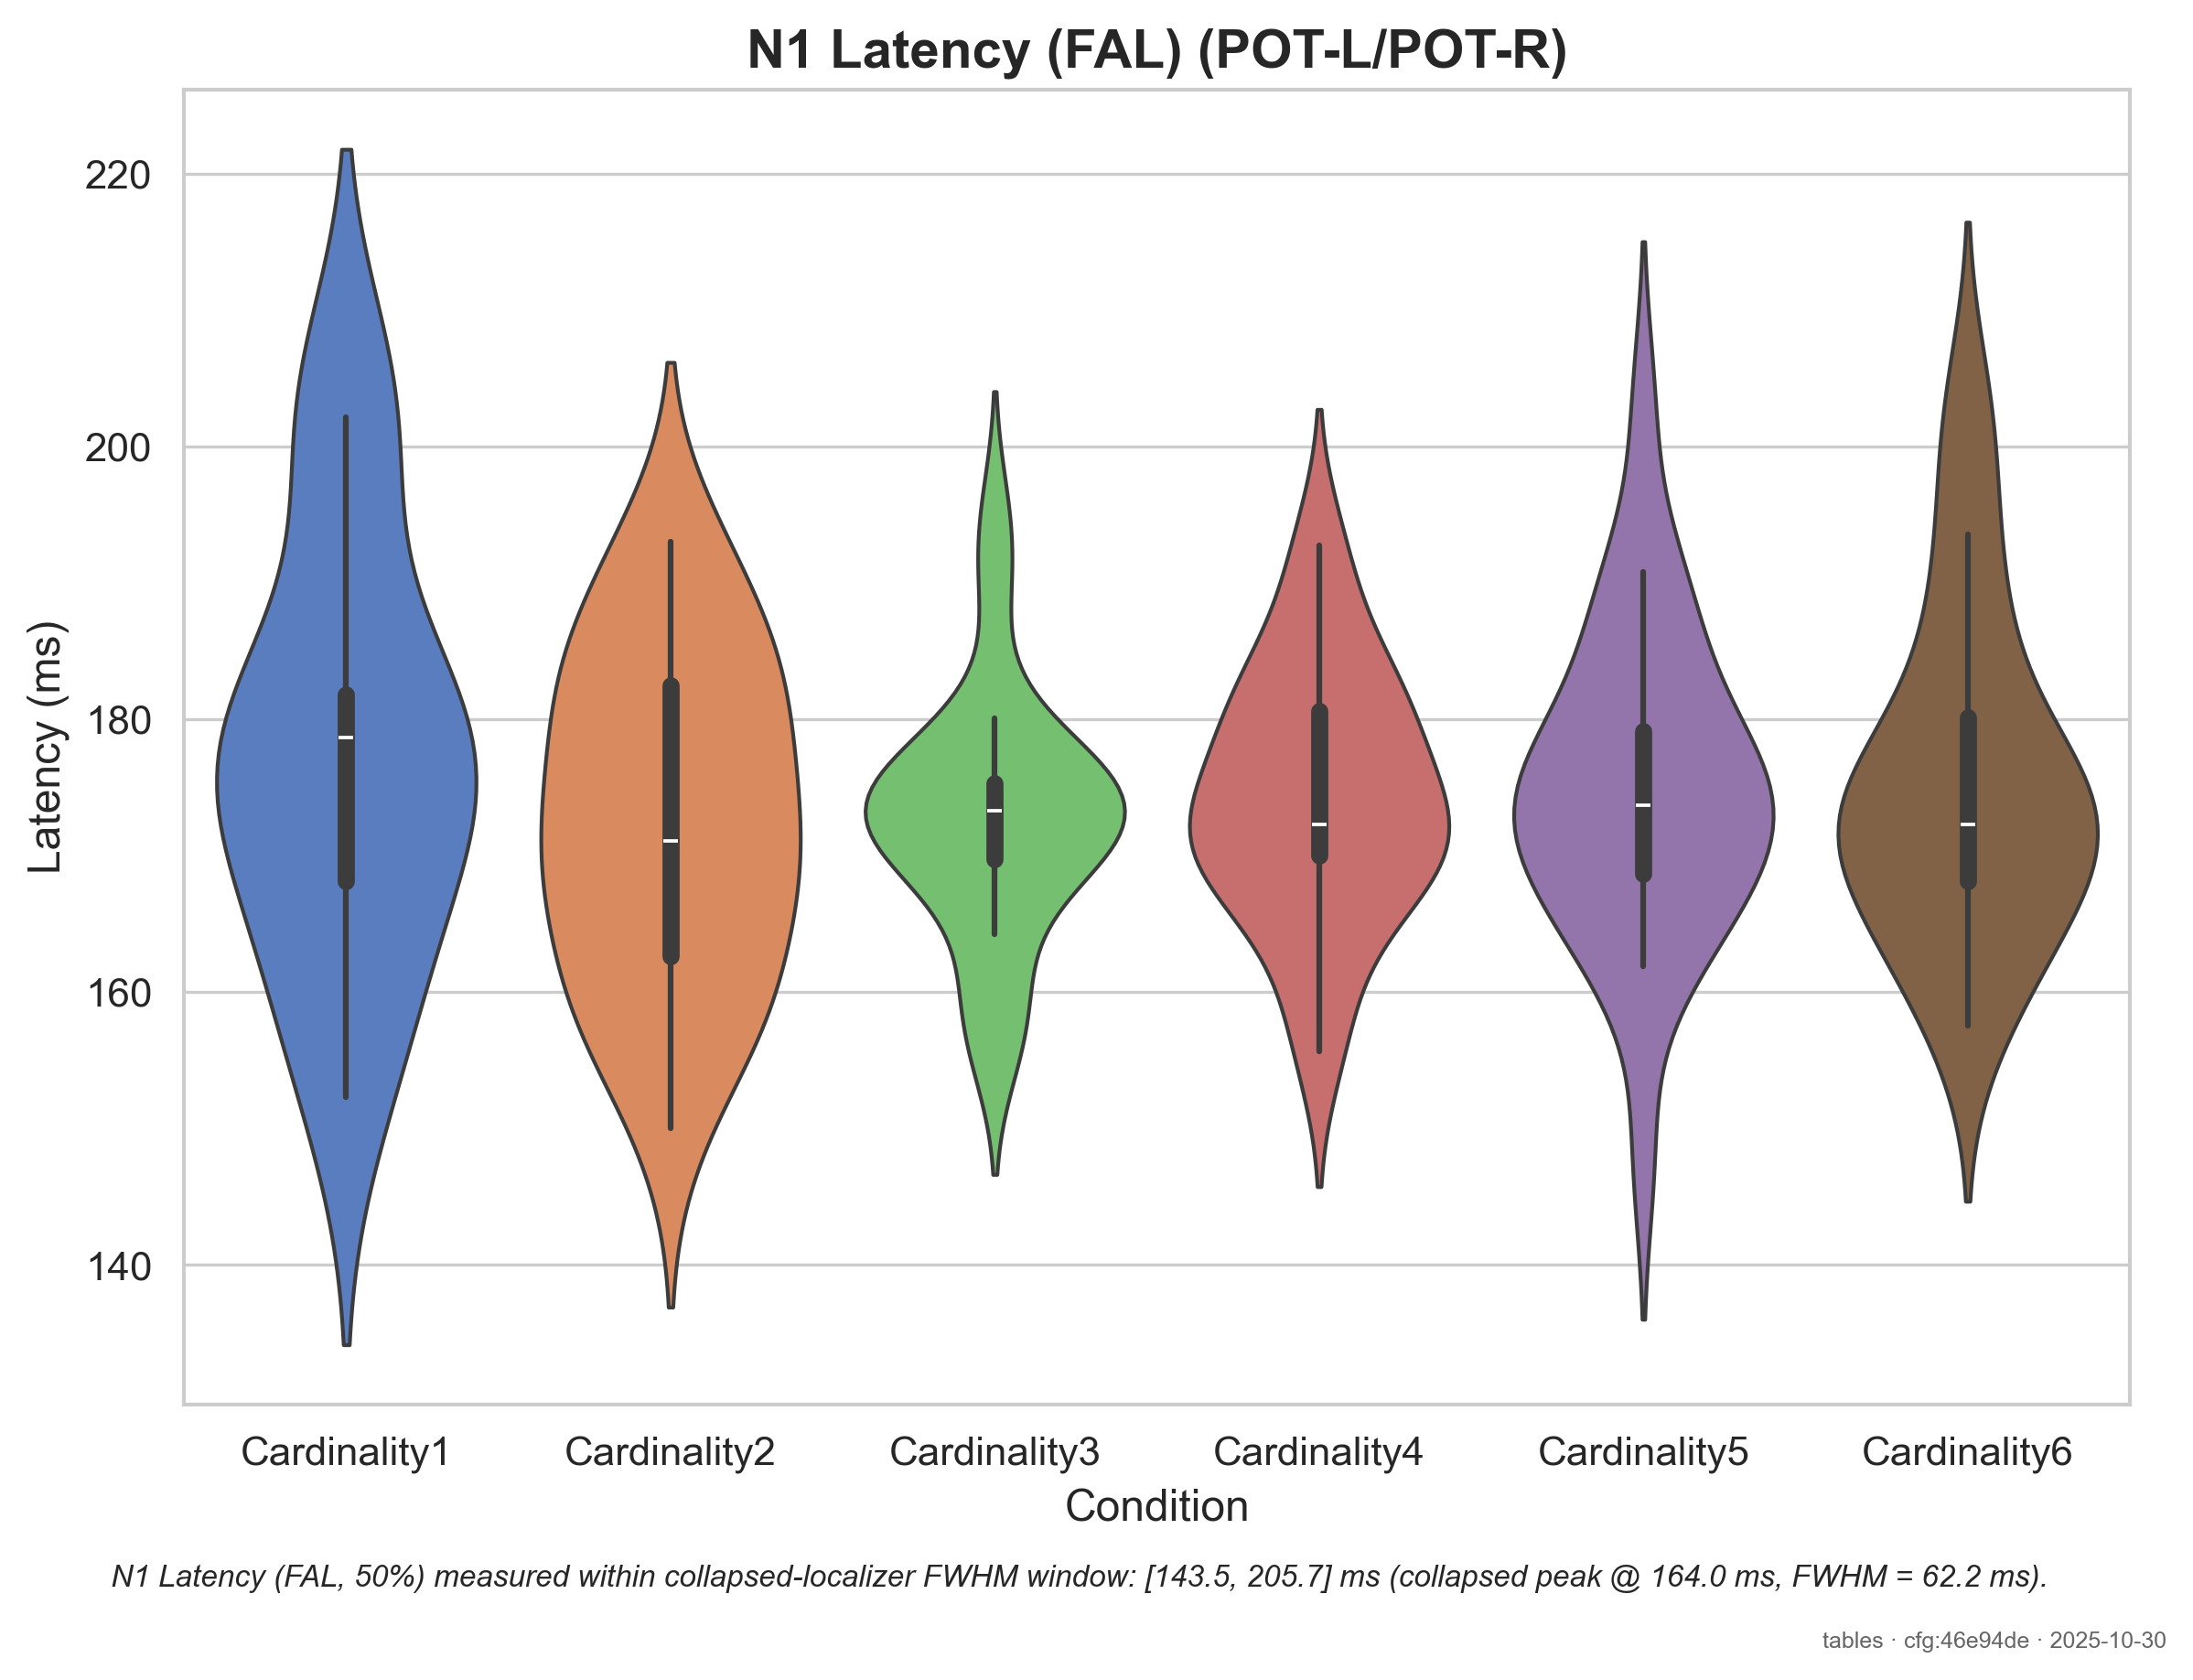 N1 Latency (FAL) (POT-L/POT-R)
220
200
180
160
140
Latency (ms)
Cardinality1 Cardinality2 Cardinality3 Cardinality4 Cardinality5 Cardinality6
Condition
N1 Latency (FAL, 50%) measured within collapsed-localizer FWHM window: [143.5, 205.7] ms (collapsed peak @ 164.0 ms, FWHM = 62.2 ms).
tables · cfg:46e94de · 2025-10-30